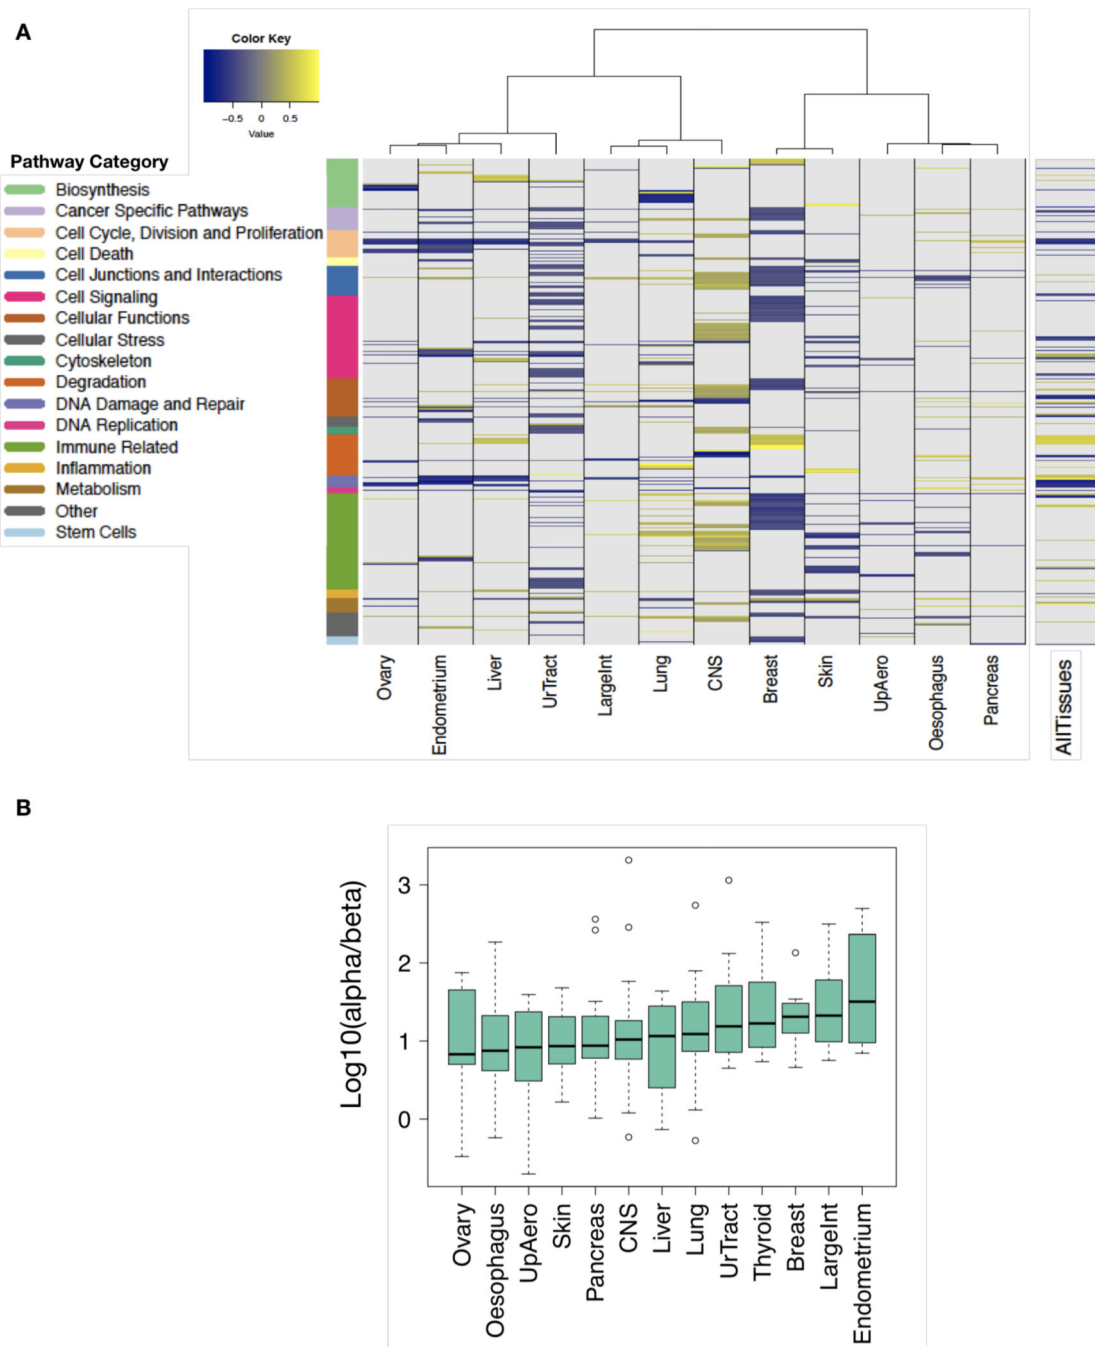 A
Color Key
−0.5 0 0.5
Value
Pathway Category
Biosynthesis
Cancer Specific Pathways
Cell Cycle, Division and Proliferation
Cell Death
Cell Junctions and Interactions
Cell Signaling
Cellular Functions
Cellular Stress
Cytoskeleton
Degradation
DNA Damage and Repair
DNA Replication
Immune Related
Inflammation
Metabolism
Other
Stem Cells
Ovary
Endometrium
Liver
UrTract
LargeInt
Lung
CNS
Breast
Skin
UpAero
Oesophagus
Pancreas
AllTissues
B
Log10(alpha/beta)
3
2
1
0
Ovary
Oesophagus
UpAero
Skin
Pancreas
CNS
Liver
Lung
UrTract
Thyroid
Breast
LargeInt
Endometrium